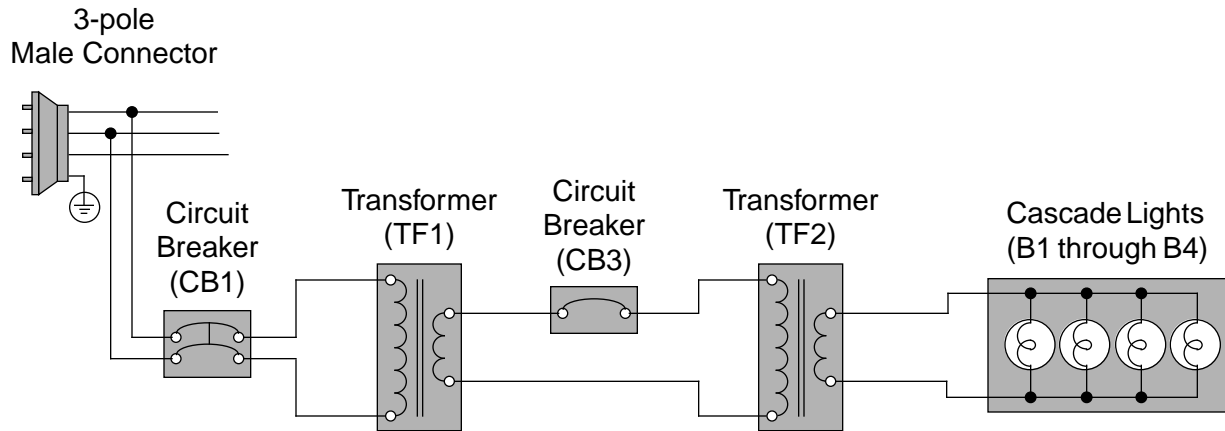 3-pole
Male Connector
Circuit
Breaker
(CB1)
Transformer
(TF1)
Circuit
Breaker
(CB3)
Transformer
(TF2)
Cascade Lights
(B1 through B4)